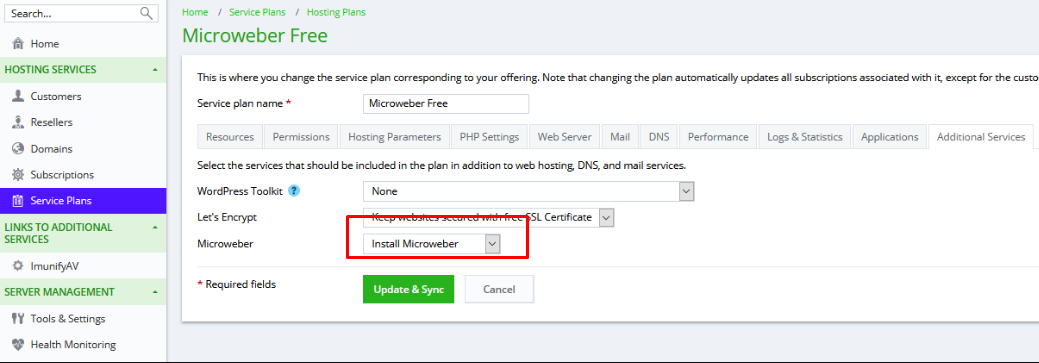 Search...
Home
HOSTING SERVICES
Customers
Resellers
Domains
Subscriptions
Service Plans
LINKS TO ADDITIONAL
SERVICES
ImunifyAV
SERVER MANAGEMENT
Tools & Settings
Health Monitoring
Home / Service Plans / Hosting Plans
Microweber Free
This is where you change the service plan corresponding to your offering. Note that changing the plan automatically updates all subscriptions associated with it, except for the custo
Service plan name * Microweber Free
Resources Permissions Hosting Parameters PHP Settings Web Server Mail DNS Performance Logs & Statistics Applications Additional Services
Select the services that should be included in the plan in addition to web hosting, DNS, and mail services.
WordPress Toolkit ? None
Let's Encrypt Keep websites secured with free SSL Certificate
Microweber Install Microweber
* Required fields Update & Sync Cancel